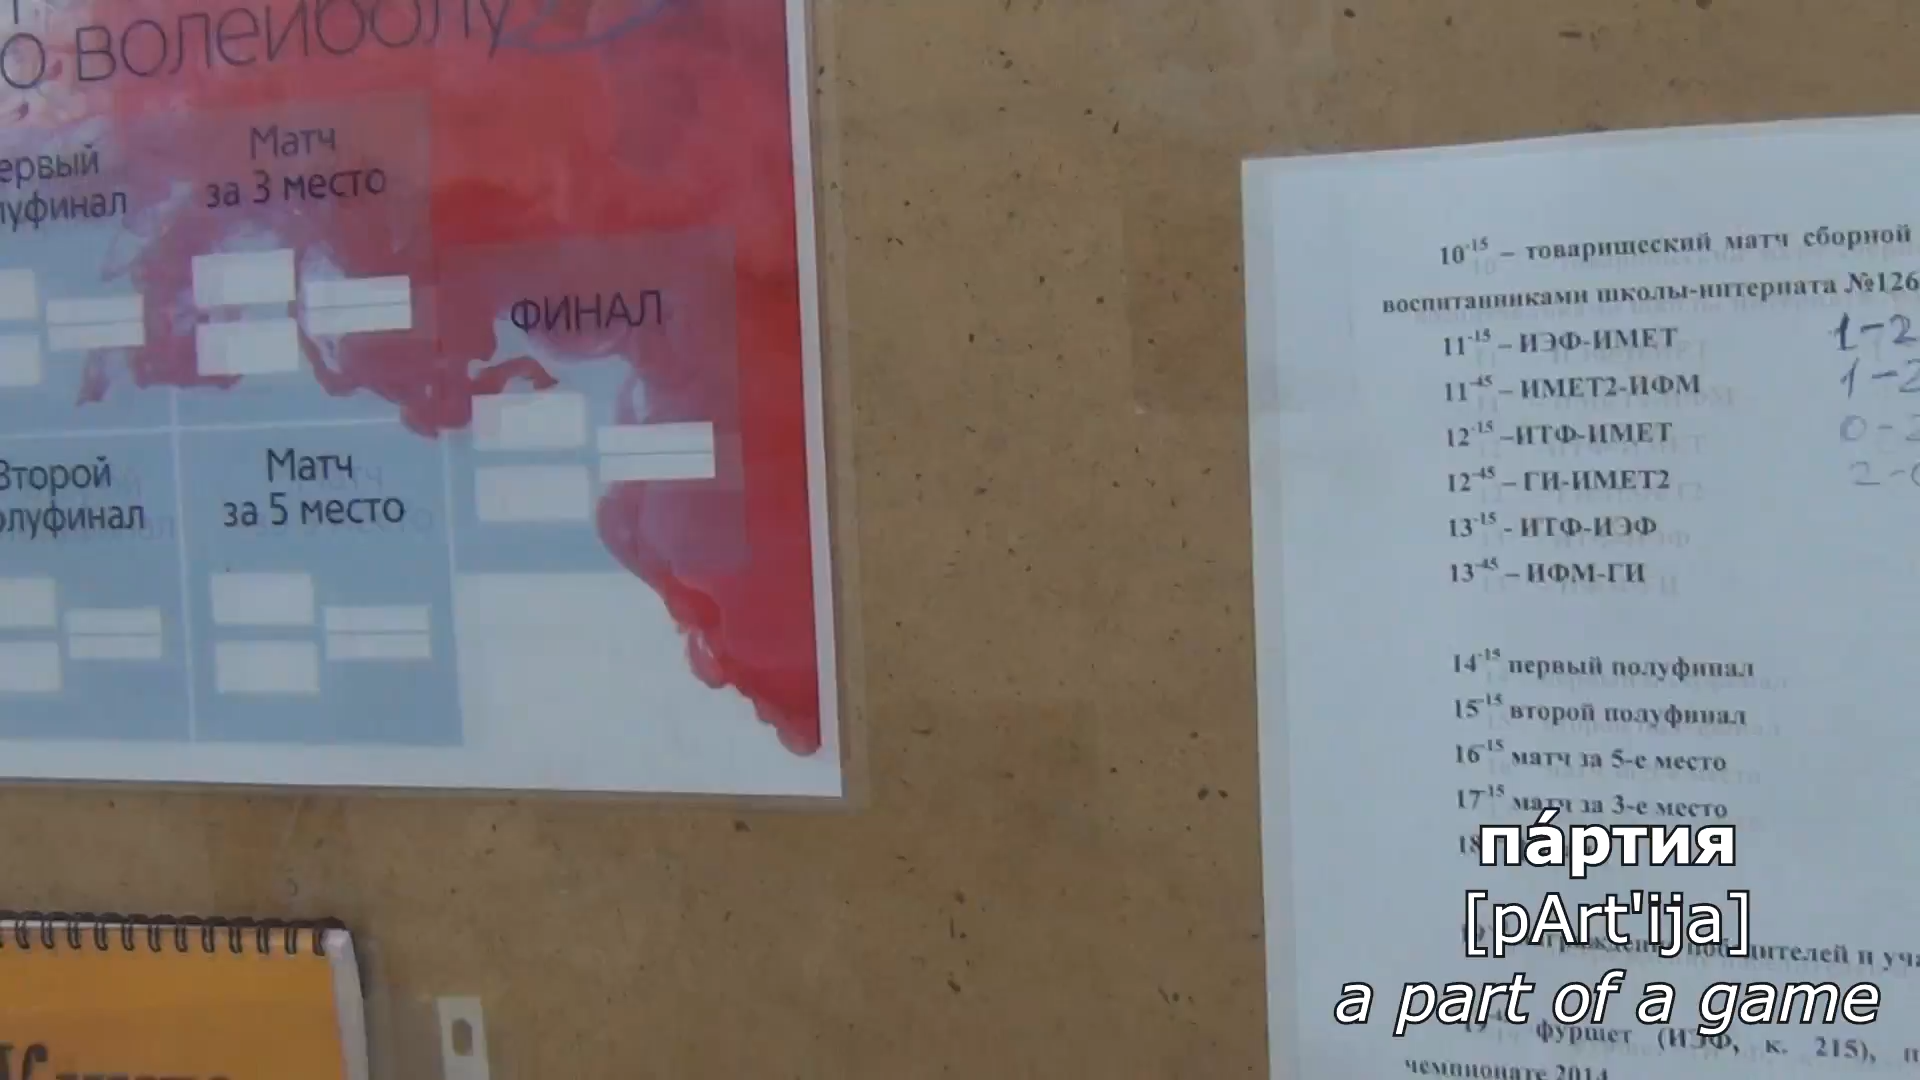 о волейболу
Матч
за 3 место
ФИНАЛ
Матч
за 5 место
10-15 – товарищеский матч сборной
воспитанниками школы-интерната №126
11-15 – ИЭФ-ИМЕТ 1-2
11-45 – ИМЕТ2-ИФМ 1-2
12-15 –ИТФ-ИМЕТ 0-2
12-45 – ГИ-ИМЕТ2 2-0
13-15 - ИТФ-ИЭФ
13-45 – ИФМ-ГИ
14-15 первый полуфинал
15-15 второй полуфинал
16-15 матч за 5-е место
17-15 матч за 3-е место
18
фуршет (ИЭФ, к. 215),
чемпионате 2014
па́ртия
[pArt'ija]
a part of a game